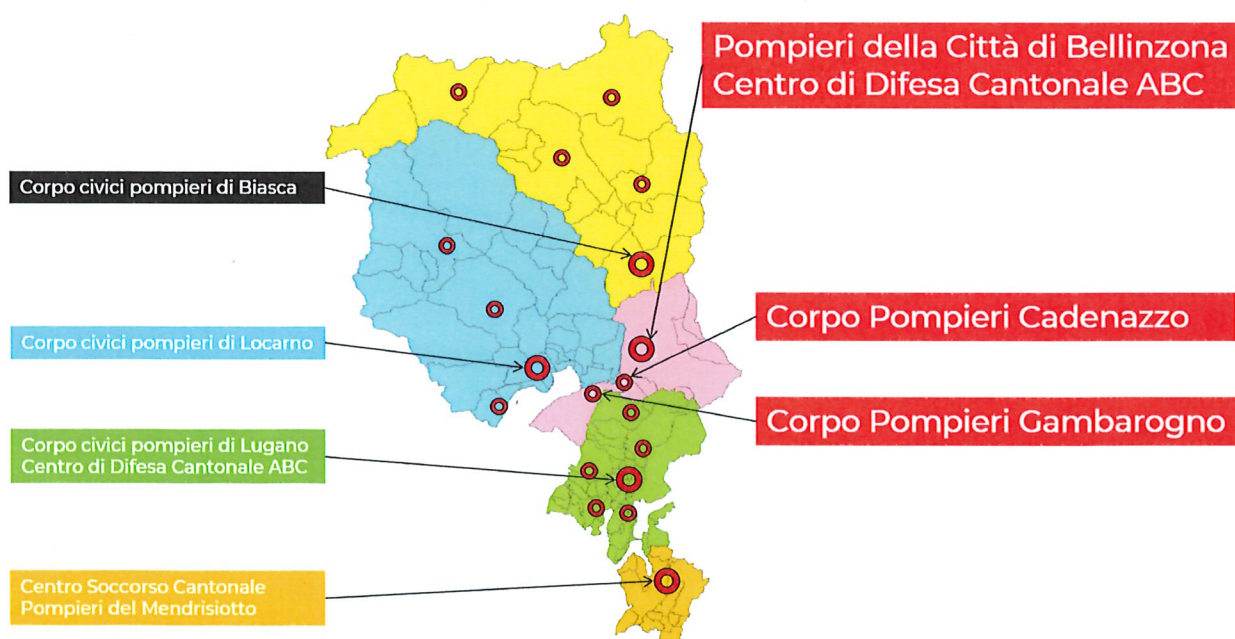 Pompieri della Città di Bellinzona
Centro di Difesa Cantonale ABC
Corpo civici pompieri di Biasca
Corpo Pompieri Cadenazzo
Corpo civici pompieri di Locarno
Corpo Pompieri Gambarogno
Corpo civici pompieri di Lugano
Centro di Difesa Cantonale ABC
Centro Soccorso Cantonale
Pompieri del Mendrisiotto